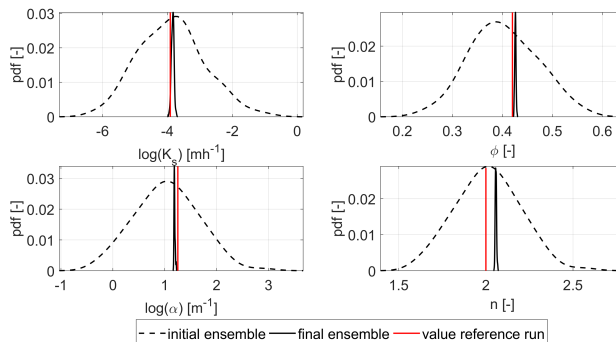 0.03
0.02
0.01
0
pdf [-]
-6 -4 -2 0
log(K_s) [mh^-1]
0.02
0.01
0
pdf [-]
0.2 0.3 0.4 0.5 0.6
ϕ [-]
0.03
0.02
0.01
0
pdf [-]
-1 0 1 2 3
log(α) [m^-1]
0.02
0.01
0
pdf [-]
1.5 2 2.5
n [-]
initial ensemble final ensemble value reference run